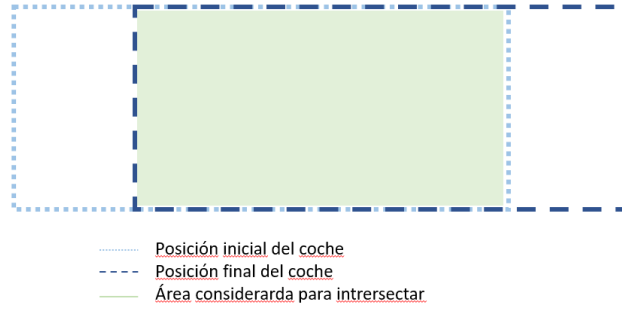 Posición inicial del coche
Posición final del coche
Área considerarda para intrersectar